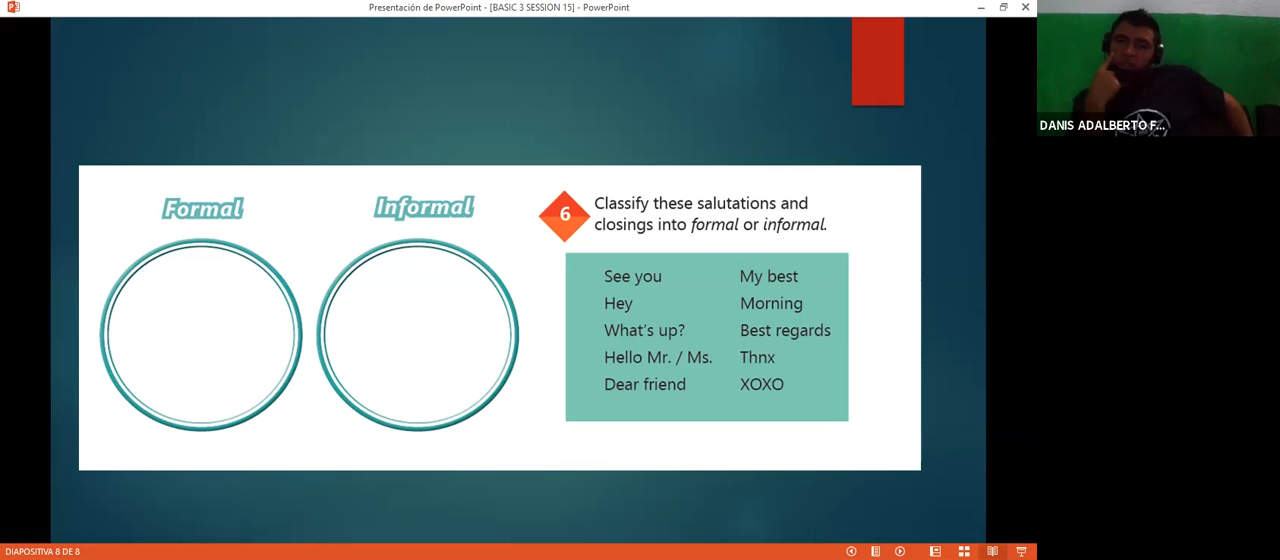 Presentación de PowerPoint - [BASIC 3 SESSION 15] - PowerPoint
DANIS ADALBERTO F...
Formal
Informal
6
Classify these salutations and
closings into formal or informal.
See you
My best
Hey
Morning
What's up?
Best regards
Hello Mr. / Ms.
Thnx
Dear friend
XOXO
DIAPOSITIVA 8 DE 8